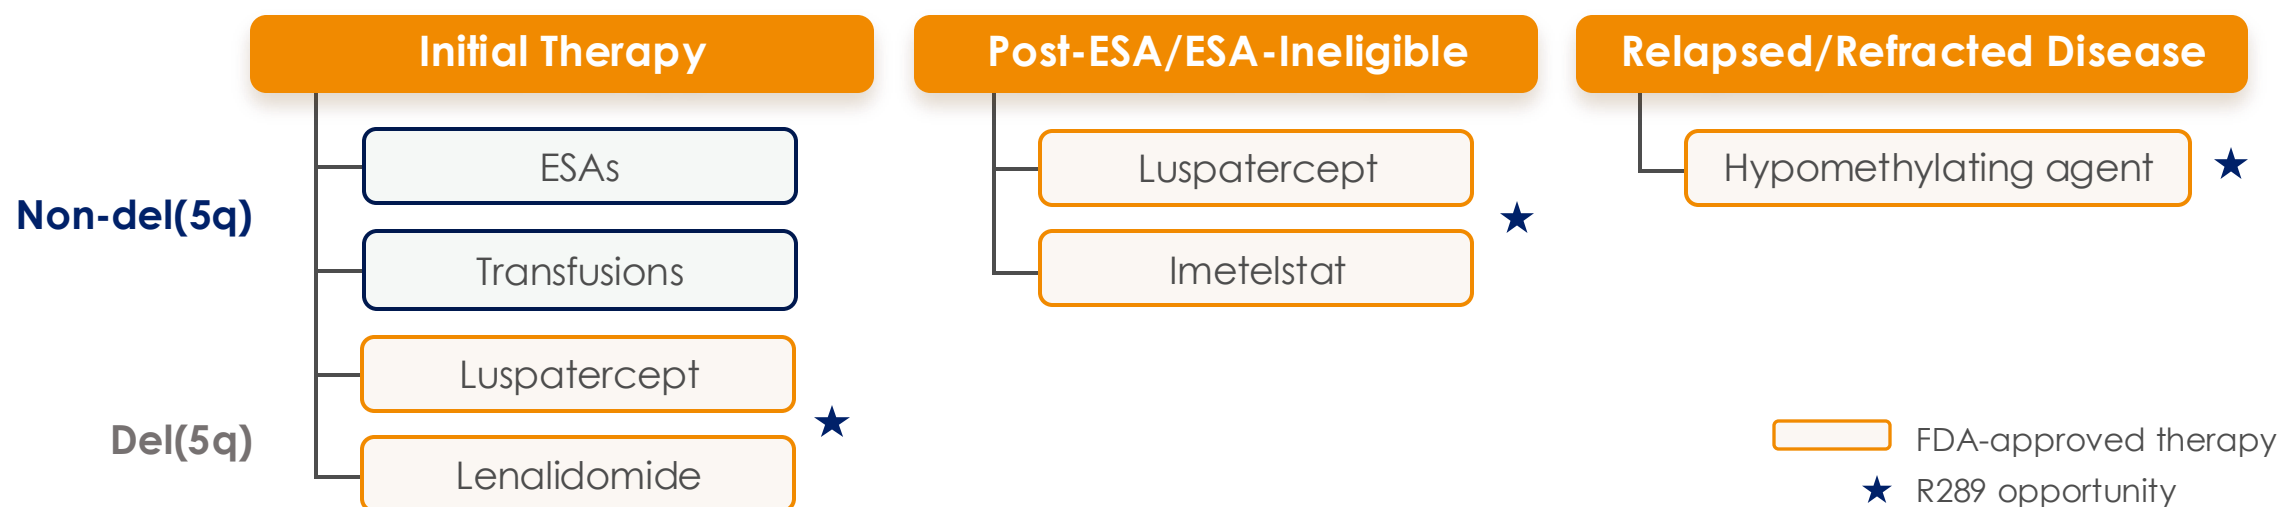 Initial Therapy
Post-ESA/ESA-Ineligible
Relapsed/Refracted Disease
Non-del(5q)
Del(5q)
ESAs
Transfusions
Luspatercept
Lenalidomide
Luspatercept
Imetelstat
Hypomethylating agent
FDA-approved therapy
R289 opportunity